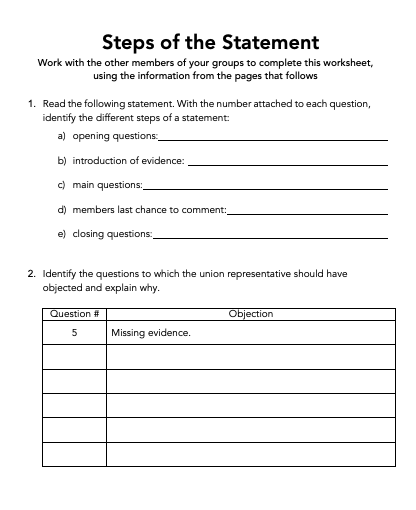 Steps of the Statement
Work with the other members of your groups to complete this worksheet,
using the information from the pages that follows
1. Read the following statement. With the number attached to each question,
identify the different steps of a statement:
a) opening questions:
b) introduction of evidence:
c) main questions:
d) members last chance to comment:
e) closing questions:
2. Identify the questions to which the union representative should have
objected and explain why.
Question # Objection
5 Missing evidence.